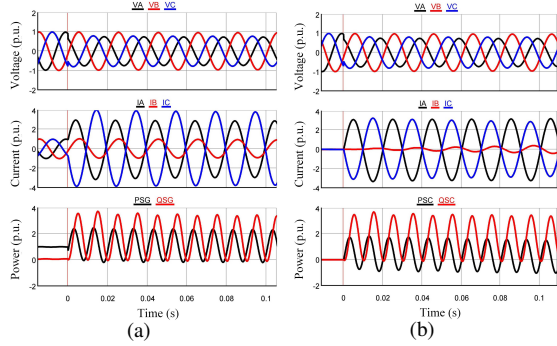 VA VB VC
Voltage (p.u.)
2
1
0
-1
-2
IA IB IC
Current (p.u.)
4
2
0
-2
-4
PSG QSG
Power (p.u.)
4
2
0
-2
0 0.02 0.04 0.06 0.08 0.1
Time (s)
(a)
VA VB VC
Voltage (p.u.)
2
1
0
-1
-2
IA IB IC
Current (p.u.)
4
2
0
-2
-4
PSC QSC
Power (p.u.)
4
2
0
-2
0 0.02 0.04 0.06 0.08 0.1
Time (s)
(b)